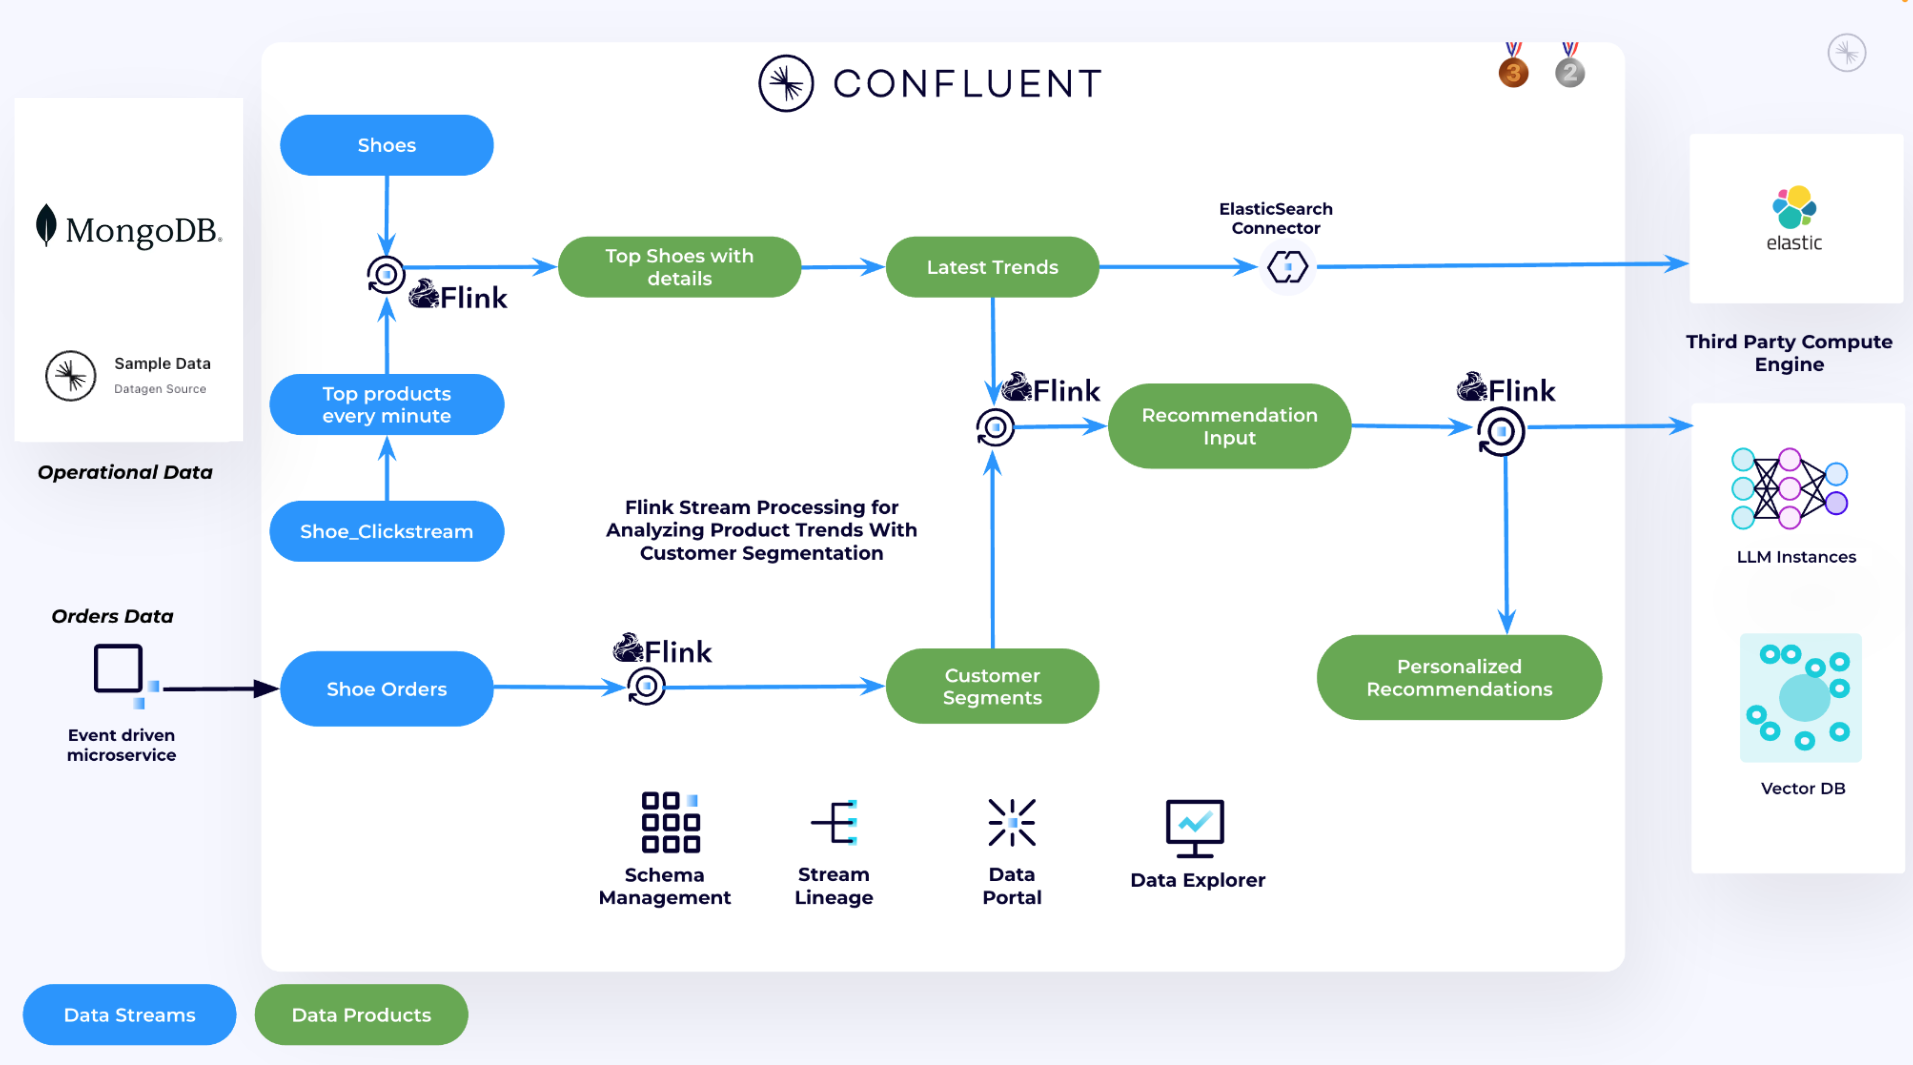 CONFLUENT
3
2
MongoDB.
Sample Data
Datagen Source
Operational Data
Orders Data
Event driven
microservice
Shoes
Flink
Top products
every minute
Shoe_Clickstream
Top Shoes with
details
Latest Trends
ElasticSearch
Connector
elastic
Third Party Compute
Engine
Flink
Recommendation
Input
Flink
Flink Stream Processing for
Analyzing Product Trends With
Customer Segmentation
LLM Instances
Shoe Orders
Flink
Customer
Segments
Personalized
Recommendations
Vector DB
Schema
Management
Stream
Lineage
Data
Portal
Data Explorer
Data Streams
Data Products